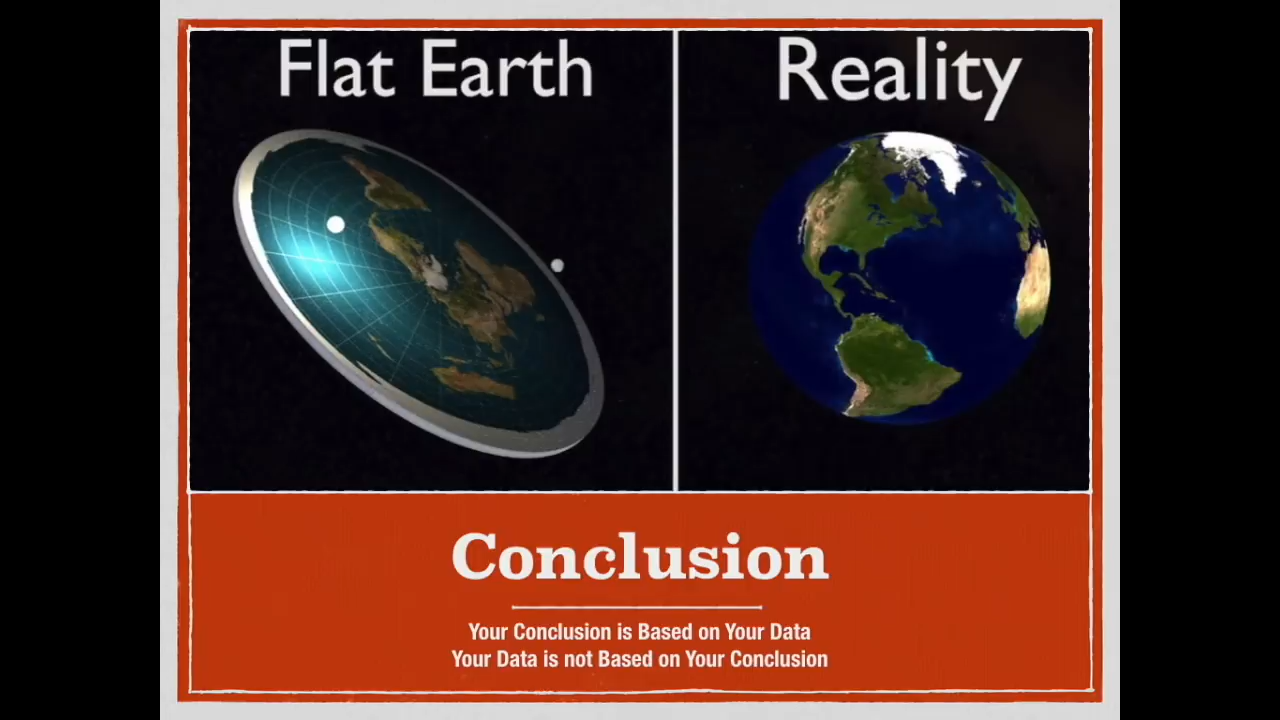 Flat Earth
Reality
Conclusion
Your Conclusion is Based on Your Data
Your Data is not Based on Your Conclusion